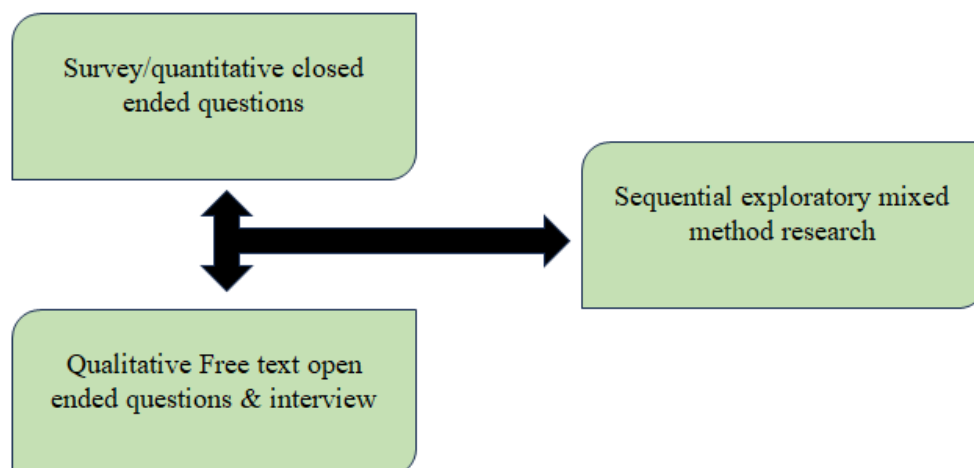 Survey/quantitative closed
ended questions
Sequential exploratory mixed
method research
Qualitative Free text open
ended questions & interview